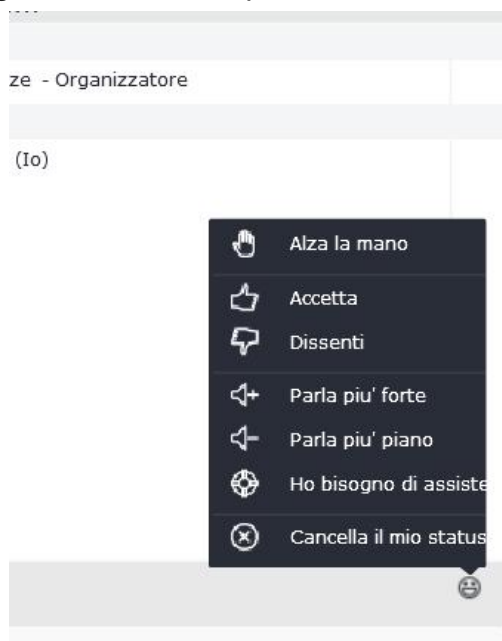 ze - Organizzatore
(Io)
Alza la mano
Accetta
Dissenti
Parla piu' forte
Parla piu' piano
Ho bisogno di assiste
Cancella il mio status